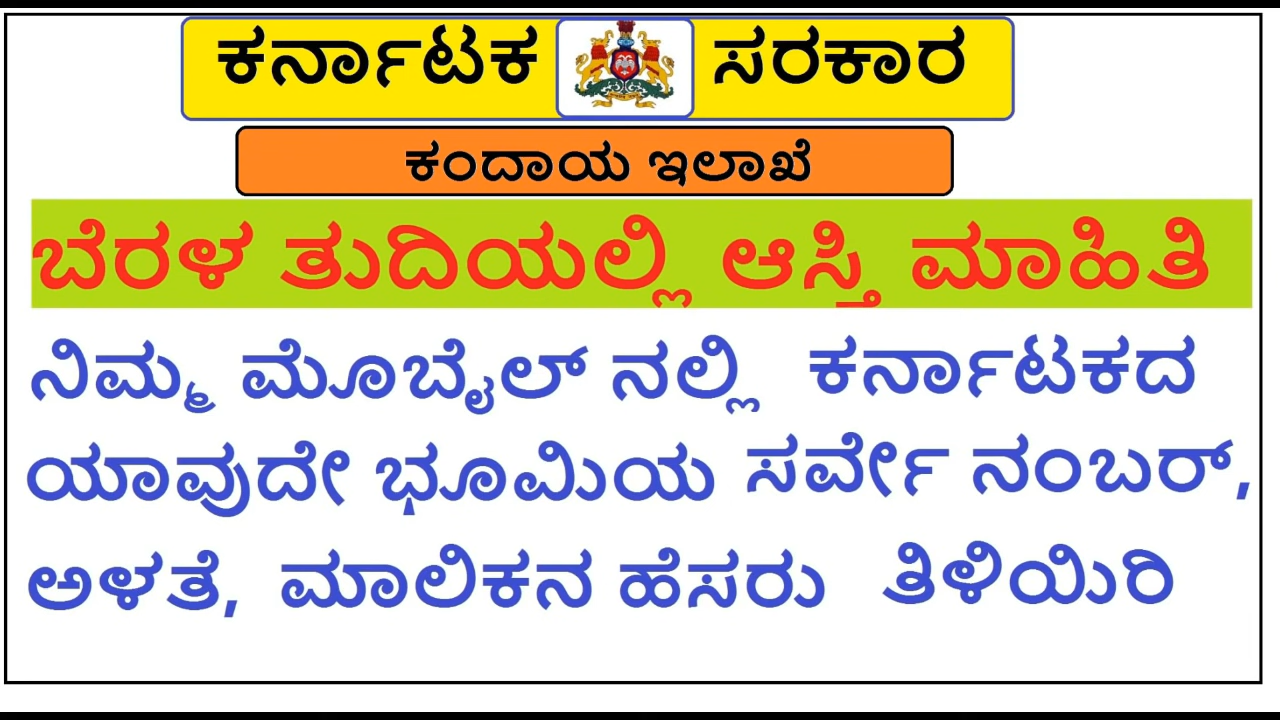 ಕರ್ನಾಟಕ ಸರಕಾರ
ಕಂದಾಯ ಇಲಾಖೆ
ಬೆರಳ ತುದಿಯಲ್ಲಿ ಆಸ್ತಿ ಮಾಹಿತಿ
ನಿಮ್ಮ ಮೊಬೈಲ್ ನಲ್ಲಿ ಕರ್ನಾಟಕದ
ಯಾವುದೇ ಭೂಮಿಯ ಸರ್ವೇ ನಂಬರ್,
ಅಳತೆ, ಮಾಲಿಕನ ಹೆಸರು ತಿಳಿಯಿರಿ